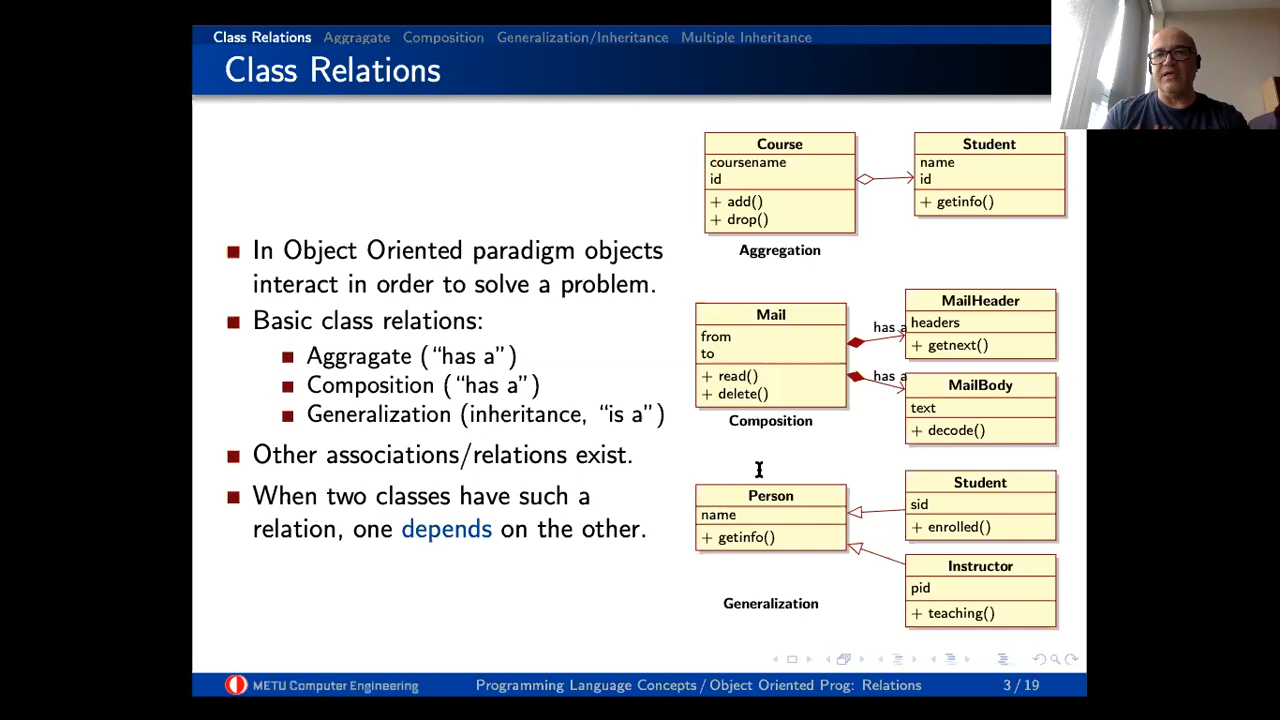 Class Relations Aggragate Composition Generalization/Inheritance Multiple Inheritance
Class Relations
In Object Oriented paradigm objects
interact in order to solve a problem.
Basic class relations:
Aggragate (“has a”)
Composition (“has a”)
Generalization (inheritance, “is a”)
Other associations/relations exist.
When two classes have such a
relation, one depends on the other.
Course
coursename
id
+ add()
+ drop()
Student
name
id
+ getinfo()
Aggregation
Mail
from
to
+ read()
+ delete()
has a
has a
MailHeader
headers
+ getnext()
MailBody
text
+ decode()
Composition
Person
name
+ getinfo()
Student
sid
+ enrolled()
Instructor
pid
+ teaching()
Generalization
METU Computer Engineering
Programming Language Concepts / Object Oriented Prog: Relations
3 / 19